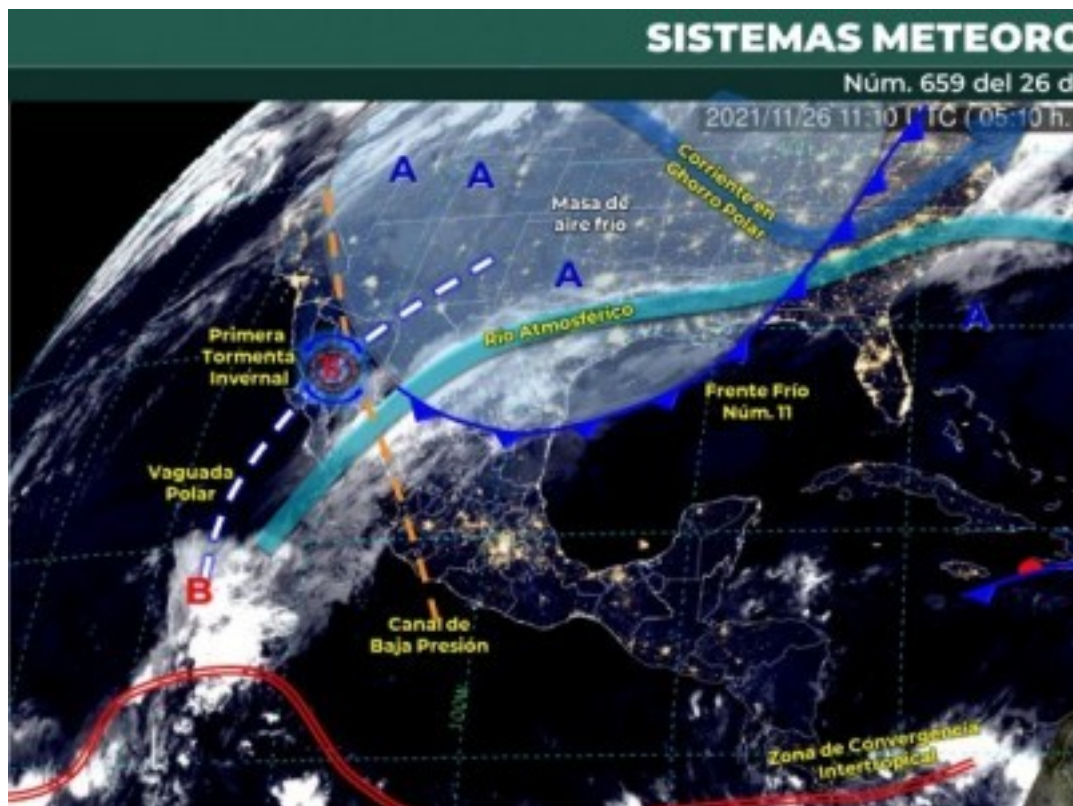 SISTEMAS METEORO
Núm. 659 del 26 d
2021/11/26 11:10 UTC ( 05:10 h.
A
A
Corriente en
Chorro Polar
Masa de
aire frío
A
Río Atmosférico
A
Primera
Tormenta
Invernal
B
Frente Frío
Núm. 11
Vaguada
Polar
B
Canal de
Baja Presión
100W
Zona de Convergencia
Intertropical